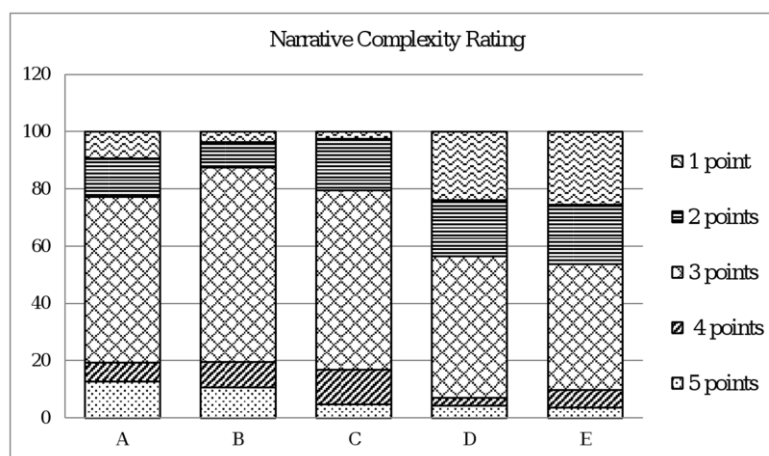 Narrative Complexity Rating
120
100
80
60
40
20
0
A B C D E
1 point
2 points
3 points
4 points
5 points